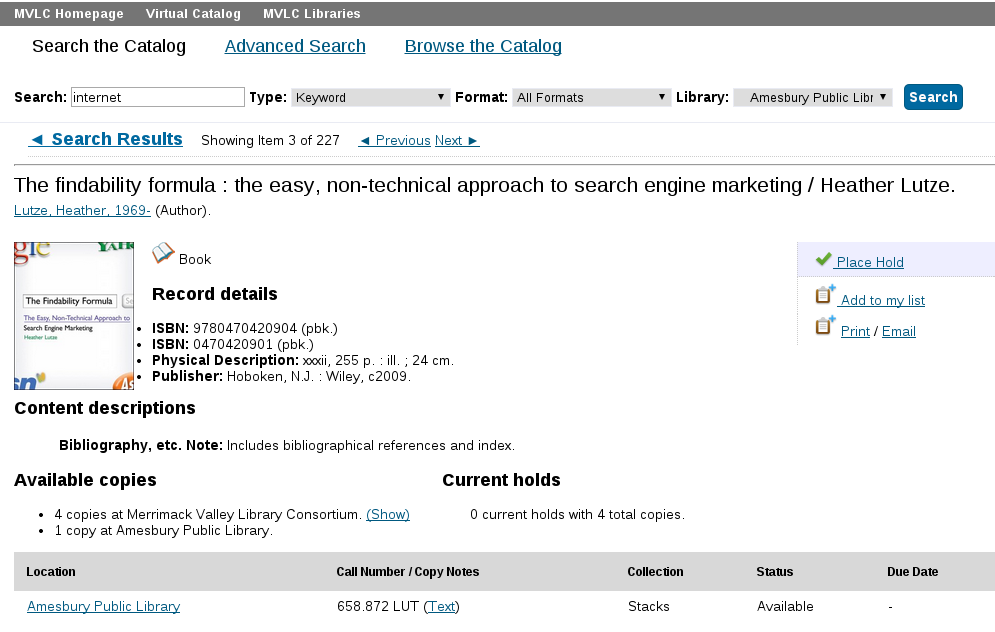 MVLC Homepage Virtual Catalog MVLC Libraries
Search the Catalog Advanced Search Browse the Catalog
Search: internet Type: Keyword ▼ Format: All Formats ▼ Library: Amesbury Public Libr ▼ Search
◄ Search Results Showing Item 3 of 227 ◄ Previous Next ►
The findability formula : the easy, non-technical approach to search engine marketing / Heather Lutze.
Lutze, Heather, 1969- (Author).
The Findability Formula
The Easy, Non-Technical Approach to
Search Engine Marketing
Heather Lutze
Book
Record details
• ISBN: 9780470420904 (pbk.)
• ISBN: 0470420901 (pbk.)
• Physical Description: xxxii, 255 p. : ill. ; 24 cm.
• Publisher: Hoboken, N.J. : Wiley, c2009.
Place Hold
Add to my list
Print / Email
Content descriptions
Bibliography, etc. Note: Includes bibliographical references and index.
Available copies
• 4 copies at Merrimack Valley Library Consortium. (Show)
• 1 copy at Amesbury Public Library.
Current holds
0 current holds with 4 total copies.
Location Call Number / Copy Notes Collection Status Due Date
Amesbury Public Library 658.872 LUT (Text) Stacks Available -